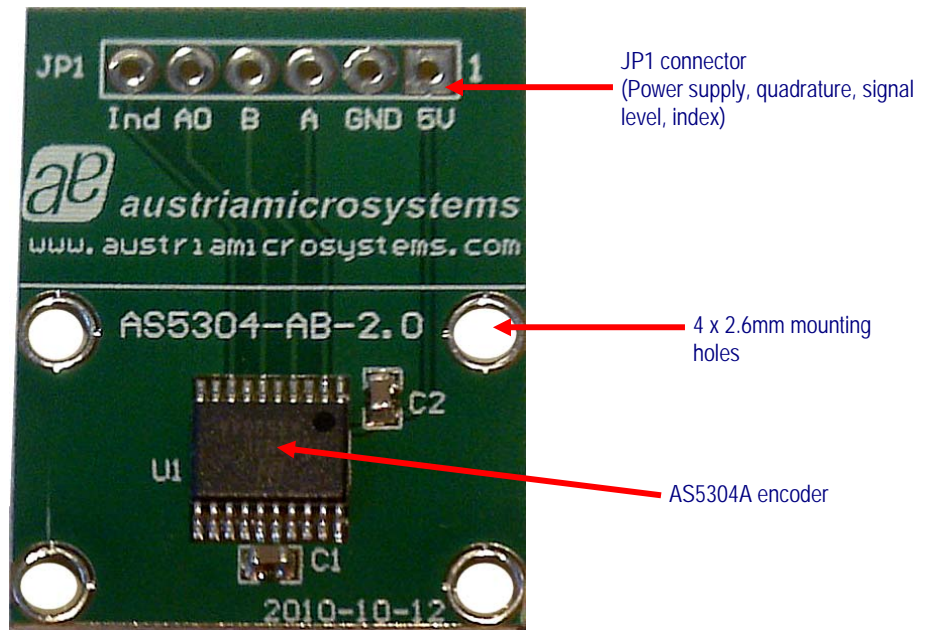 JP1 1
Ind AO B A GND 5V
ae austriamicrosystems
www.austriamicrosystems.com
AS5304-AB-2.0
C2
U1
C1
2010-10-12
JP1 connector
(Power supply, quadrature, signal
level, index)
4 x 2.6mm mounting
holes
AS5304A encoder